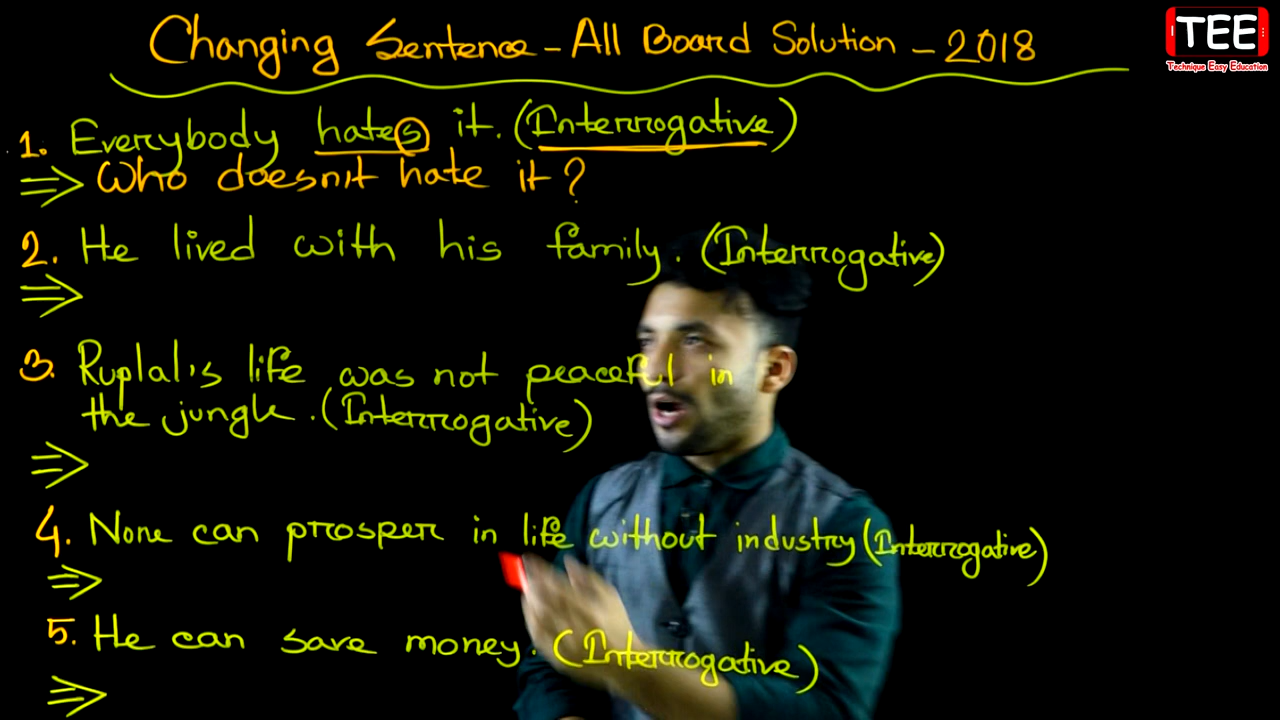 Changing Sentence - All Board Solution - 2018
TEE
Technique Easy Education
1. Everybody hates it. (Interrogative)
⇒ Who doesn't hate it?
2. He lived with his family. (Interrogative)
⇒
3. Ruplal's life was not peaceful in
the jungle. (Interrogative)
⇒
4. None can prosper in life without industry (Interrogative)
⇒
5. He can save money. (Interrogative)
⇒